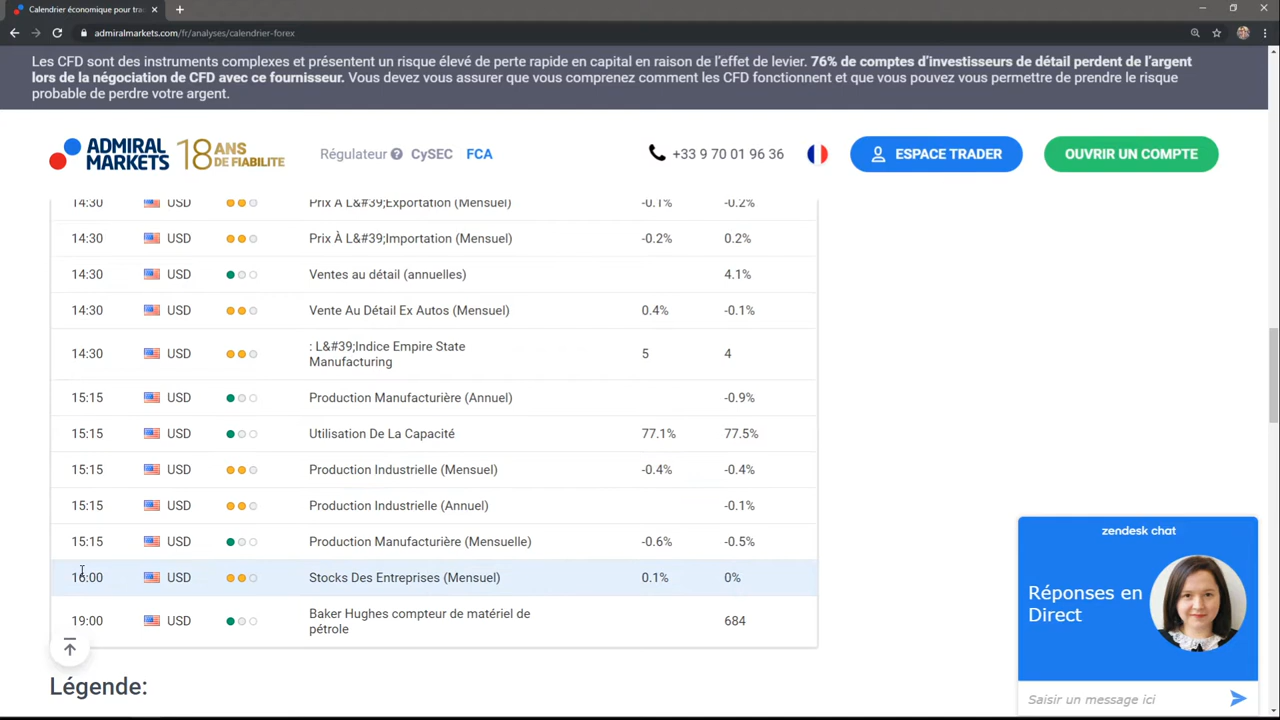 Calendrier économique pour tra
admiralmarkets.com/fr/analyses/calendrier-forex
Les CFD sont des instruments complexes et présentent un risque élevé de perte rapide en capital en raison de l'effet de levier. 76% de comptes d'investisseurs de détail perdent de l'argent
lors de la négociation de CFD avec ce fournisseur. Vous devez vous assurer que vous comprenez comment les CFD fonctionnent et que vous pouvez vous permettre de prendre le risque
probable de perdre votre argent.
ADMIRAL MARKETS 18 ANS DE FIABILITE Régulateur ? CySEC FCA +33 9 70 01 96 36 ESPACE TRADER OUVRIR UN COMPTE
14:30 USD Prix À L&#39;Exportation (Mensuel) -0.1% -0.2%
14:30 USD Prix À L&#39;Importation (Mensuel) -0.2% 0.2%
14:30 USD Ventes au détail (annuelles) 4.1%
14:30 USD Vente Au Détail Ex Autos (Mensuel) 0.4% -0.1%
14:30 USD : L&#39;Indice Empire State 5 4
Manufacturing
15:15 USD Production Manufacturière (Annuel) -0.9%
15:15 USD Utilisation De La Capacité 77.1% 77.5%
15:15 USD Production Industrielle (Mensuel) -0.4% -0.4%
15:15 USD Production Industrielle (Annuel) -0.1%
15:15 USD Production Manufacturière (Mensuelle) -0.6% -0.5%
16:00 USD Stocks Des Entreprises (Mensuel) 0.1% 0%
19:00 USD Baker Hughes compteur de matériel de 684
pétrole
Légende:
zendesk chat
Réponses en
Direct
Saisir un message ici